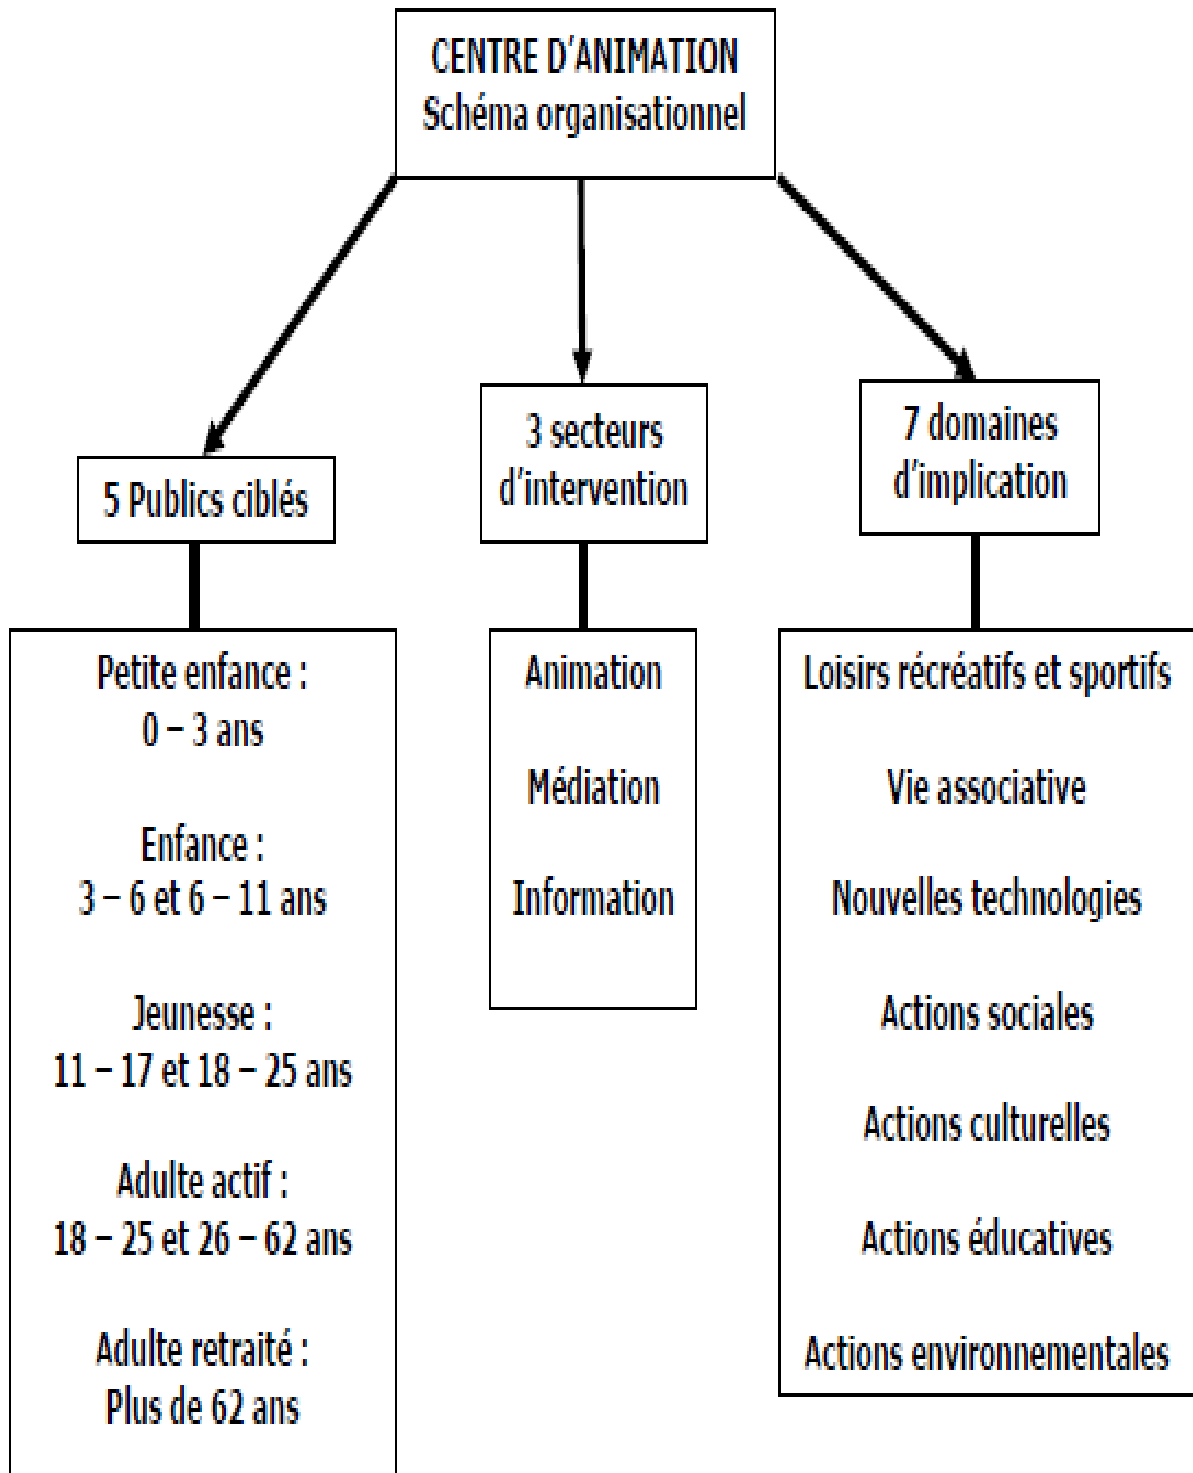 CENTRE D'ANIMATION
Schéma organisationnel
5 Publics ciblés
Petite enfance :
0 – 3 ans
Enfance :
3 – 6 et 6 – 11 ans
Jeunesse :
11 – 17 et 18 – 25 ans
Adulte actif :
18 – 25 et 26 – 62 ans
Adulte retraité :
Plus de 62 ans
3 secteurs
d'intervention
Animation
Médiation
Information
7 domaines
d'implication
Loisirs récréatifs et sportifs
Vie associative
Nouvelles technologies
Actions sociales
Actions culturelles
Actions éducatives
Actions environnementales